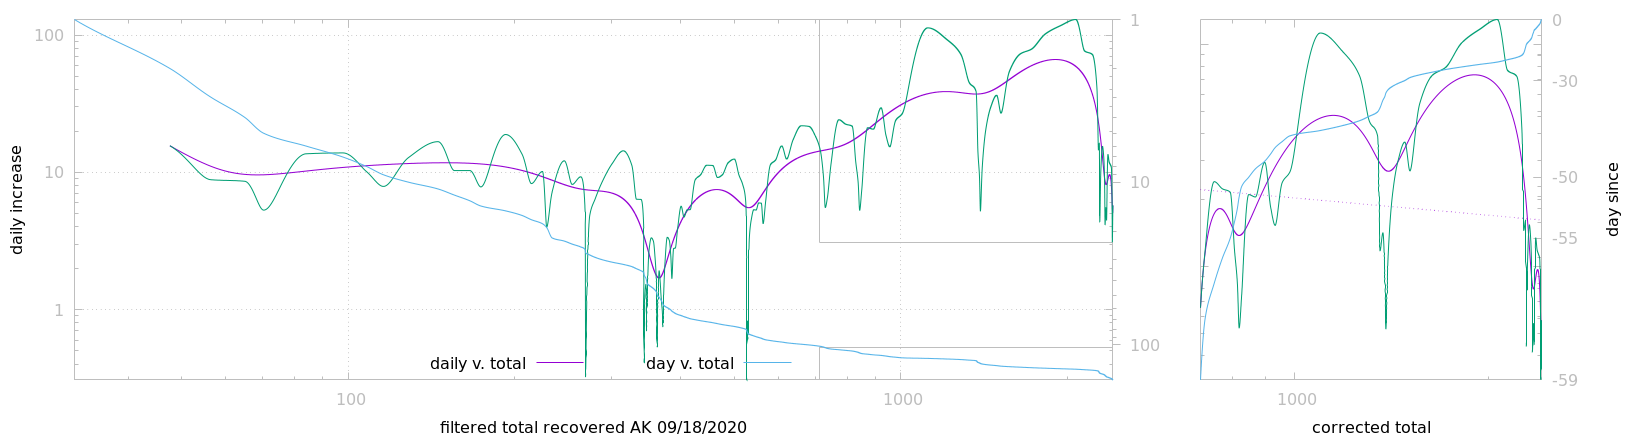 100
10
1
daily increase
daily v. total
day v. total
100
1000
filtered total recovered AK 09/18/2020
1
10
100
0
-30
-50
-55
-59
day since
1000
corrected total